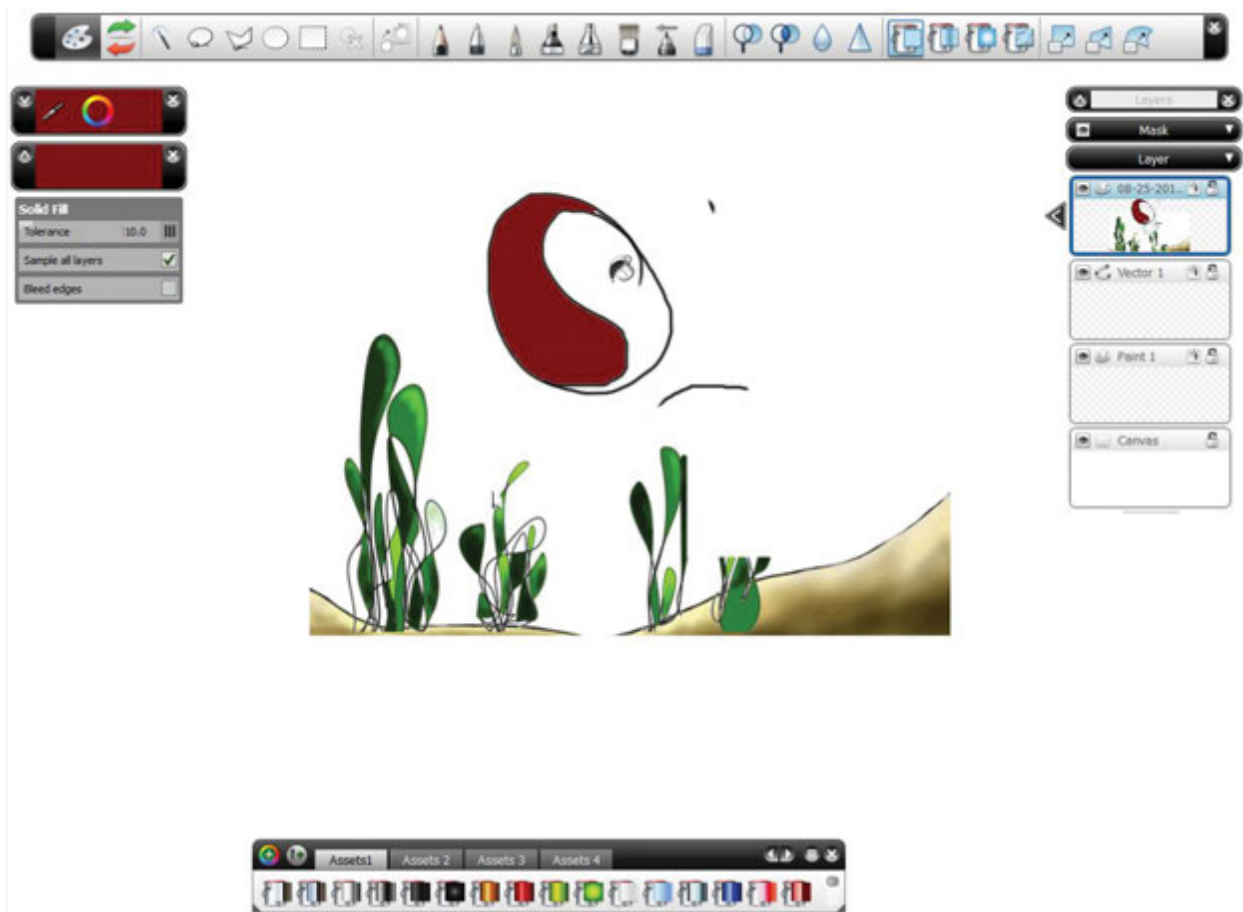 Layers
Mask
Layer
08-25-201...
Vector 1
Paint 1
Canvas
Solid Fill
Tolerance 10.0
Sample all layers
Bleed edges
Assets1 Assets 2 Assets 3 Assets 4